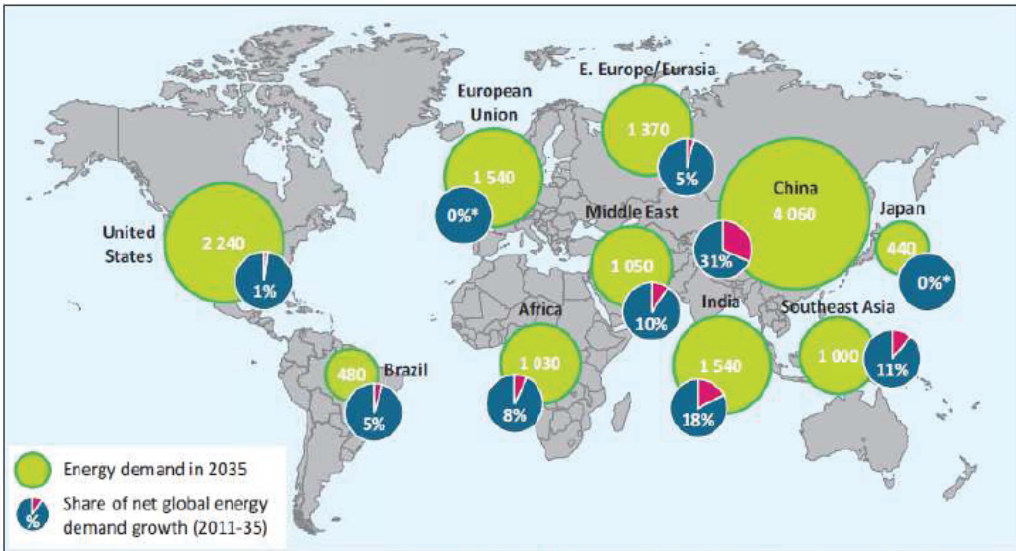 E. Europe/Eurasia
1 370
5%
European
Union
1 540
0%*
China
4 060
31%
Japan
440
0%*
Middle East
1 050
10%
United
States
2 240
1%
India
1 540
18%
Southeast Asia
1 000
11%
Africa
1 030
8%
Brazil
480
5%
Energy demand in 2035
% Share of net global energy
demand growth (2011-35)